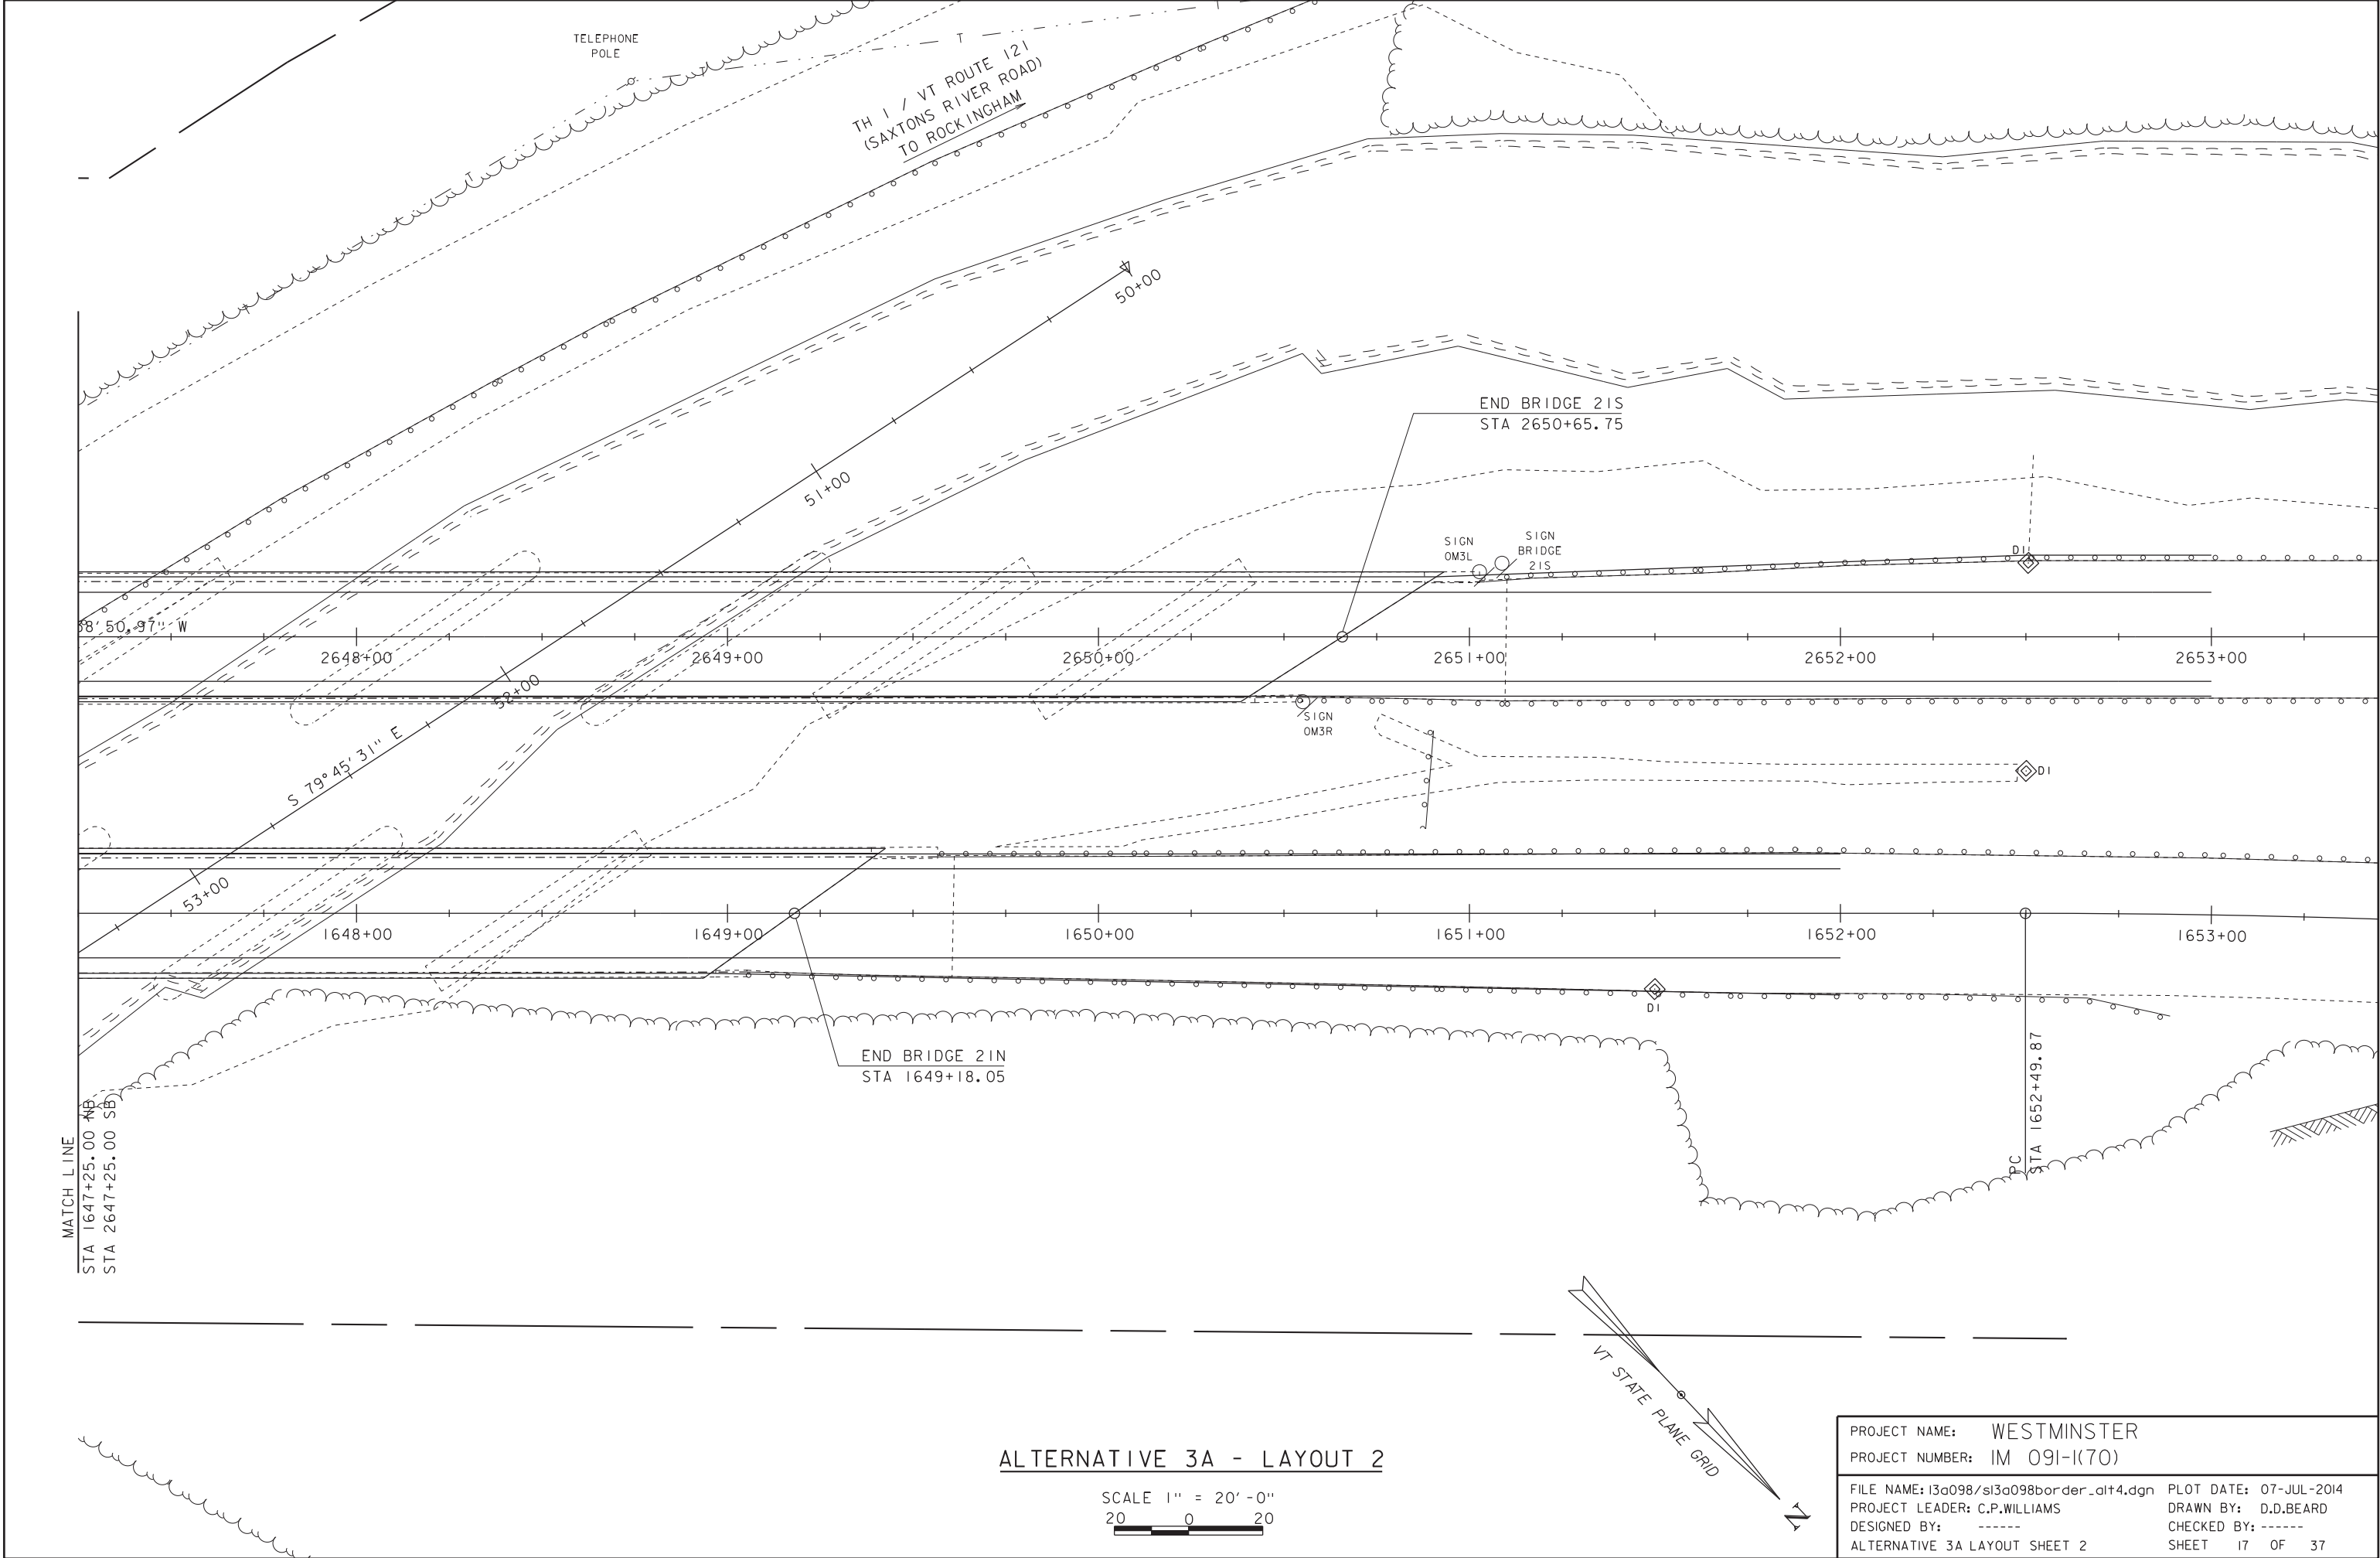 TELEPHONE
POLE
TH 1 / VT ROUTE 121
(SAXTONS RIVER ROAD)
TO ROCKINGHAM
T
T
T
T
T
T
50+00
51+00
52+00
53+00
S 79° 45' 31" E
END BRIDGE 21S
STA 2650+65.75
SIGN
OM3L
SIGN
BRIDGE
21S
DI
38' 50.97" W
2648+00
2649+00
2650+00
2651+00
2652+00
2653+00
SIGN
OM3R
DI
1648+00
1649+00
1650+00
1651+00
1652+00
1653+00
DI
END BRIDGE 21N
STA 1649+18.05
PC
STA 1652+49.87
MATCH LINE
STA 1647+25.00 NB
STA 2647+25.00 SB
VT STATE PLANE GRID
N
ALTERNATIVE 3A - LAYOUT 2
SCALE 1" = 20'-0"
20 0 20
PROJECT NAME: WESTMINSTER
PROJECT NUMBER: IM 091-1(70)
FILE NAME: 13a098/s13a098border_alt4.dgn PLOT DATE: 07-JUL-2014
PROJECT LEADER: C.P.WILLIAMS DRAWN BY: D.D.BEARD
DESIGNED BY: ------ CHECKED BY: ------
ALTERNATIVE 3A LAYOUT SHEET 2 SHEET 17 OF 37